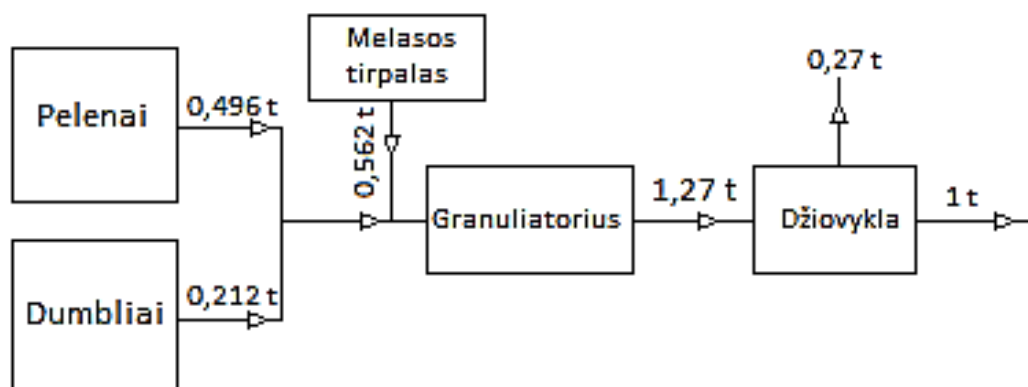 Melasos
tirpalas
0,27 t
Pelenai
0,496 t
0,562 t
Granuliatorius
1,27 t
Džiovykla
1 t
Dumbliai
0,212 t